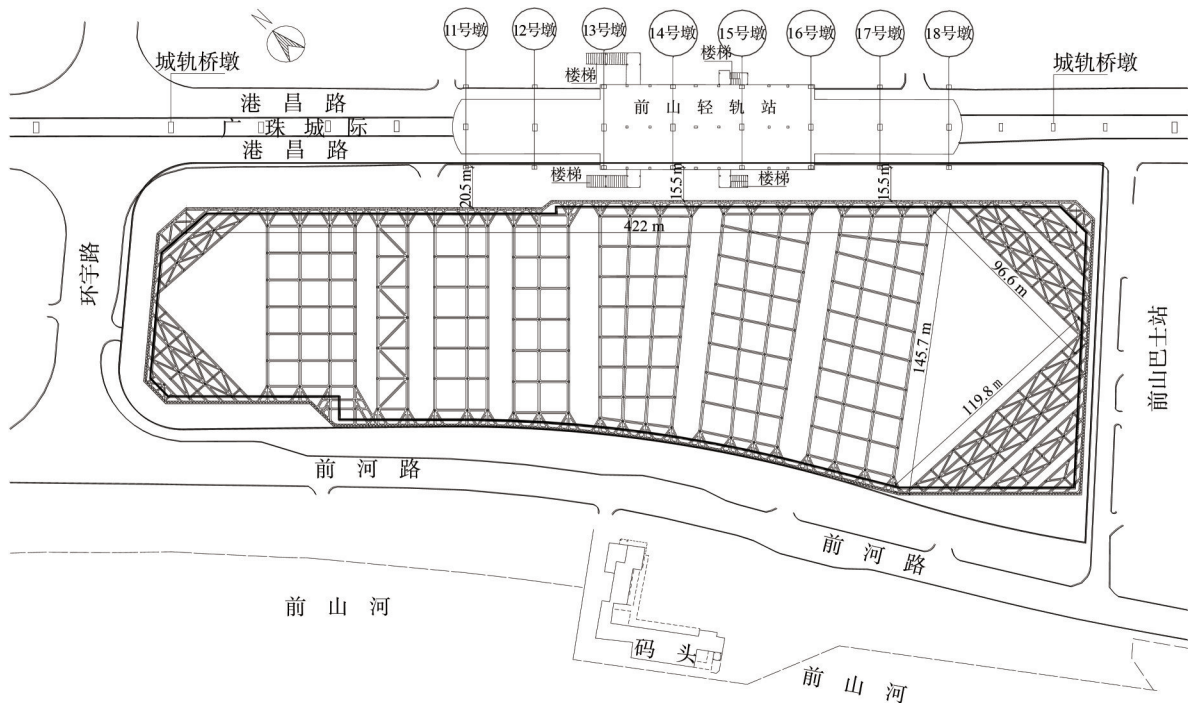 11号墩
12号墩
13号墩
14号墩
15号墩
16号墩
17号墩
18号墩
城轨桥墩
楼梯
楼梯
城轨桥墩
港昌路
前山轻轨站
广珠城际
港昌路
楼梯
楼梯
20.5 m
15.5 m
15.5 m
422 m
96.6 m
145.7 m
119.8 m
环宇路
前山巴士站
前河路
前河路
前山河
码头
前山河